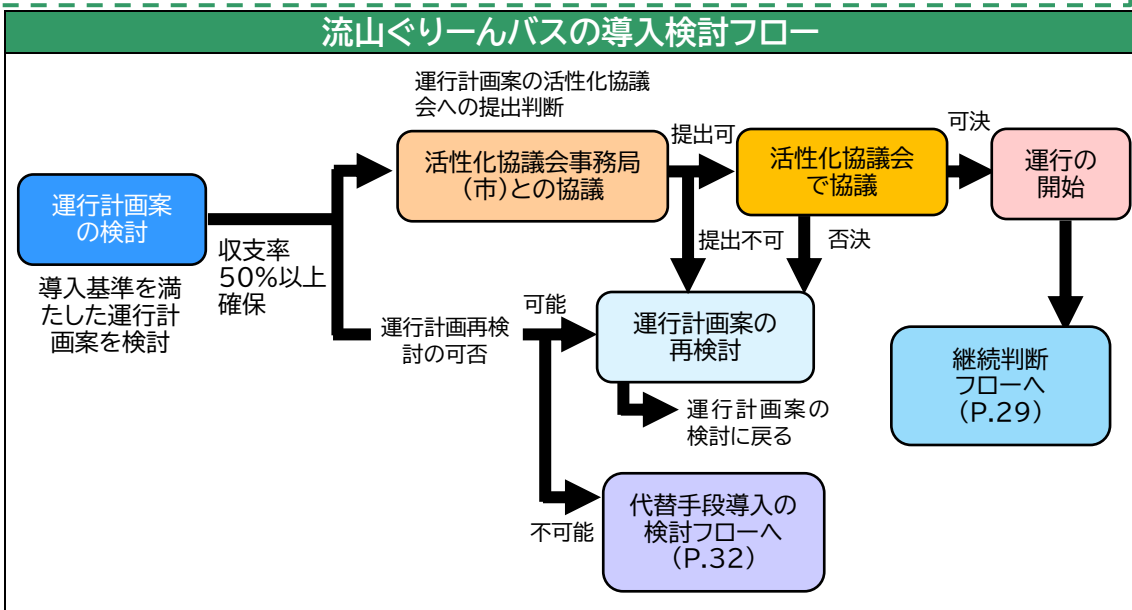 流山ぐりーんバスの導入検討フロー
運行計画案の活性化協議
会への提出判断
運行計画案
の検討
導入基準を満
たした運行計
画案を検討
収支率
50%以上
確保
活性化協議会事務局
(市)との協議
提出可
提出不可
活性化協議会
で協議
可決
否決
運行の
開始
継続判断
フローへ
(P.29)
運行計画再検
討の可否
可能
不可能
運行計画案の
再検討
運行計画案の
検討に戻る
代替手段導入の
検討フローへ
(P.32)